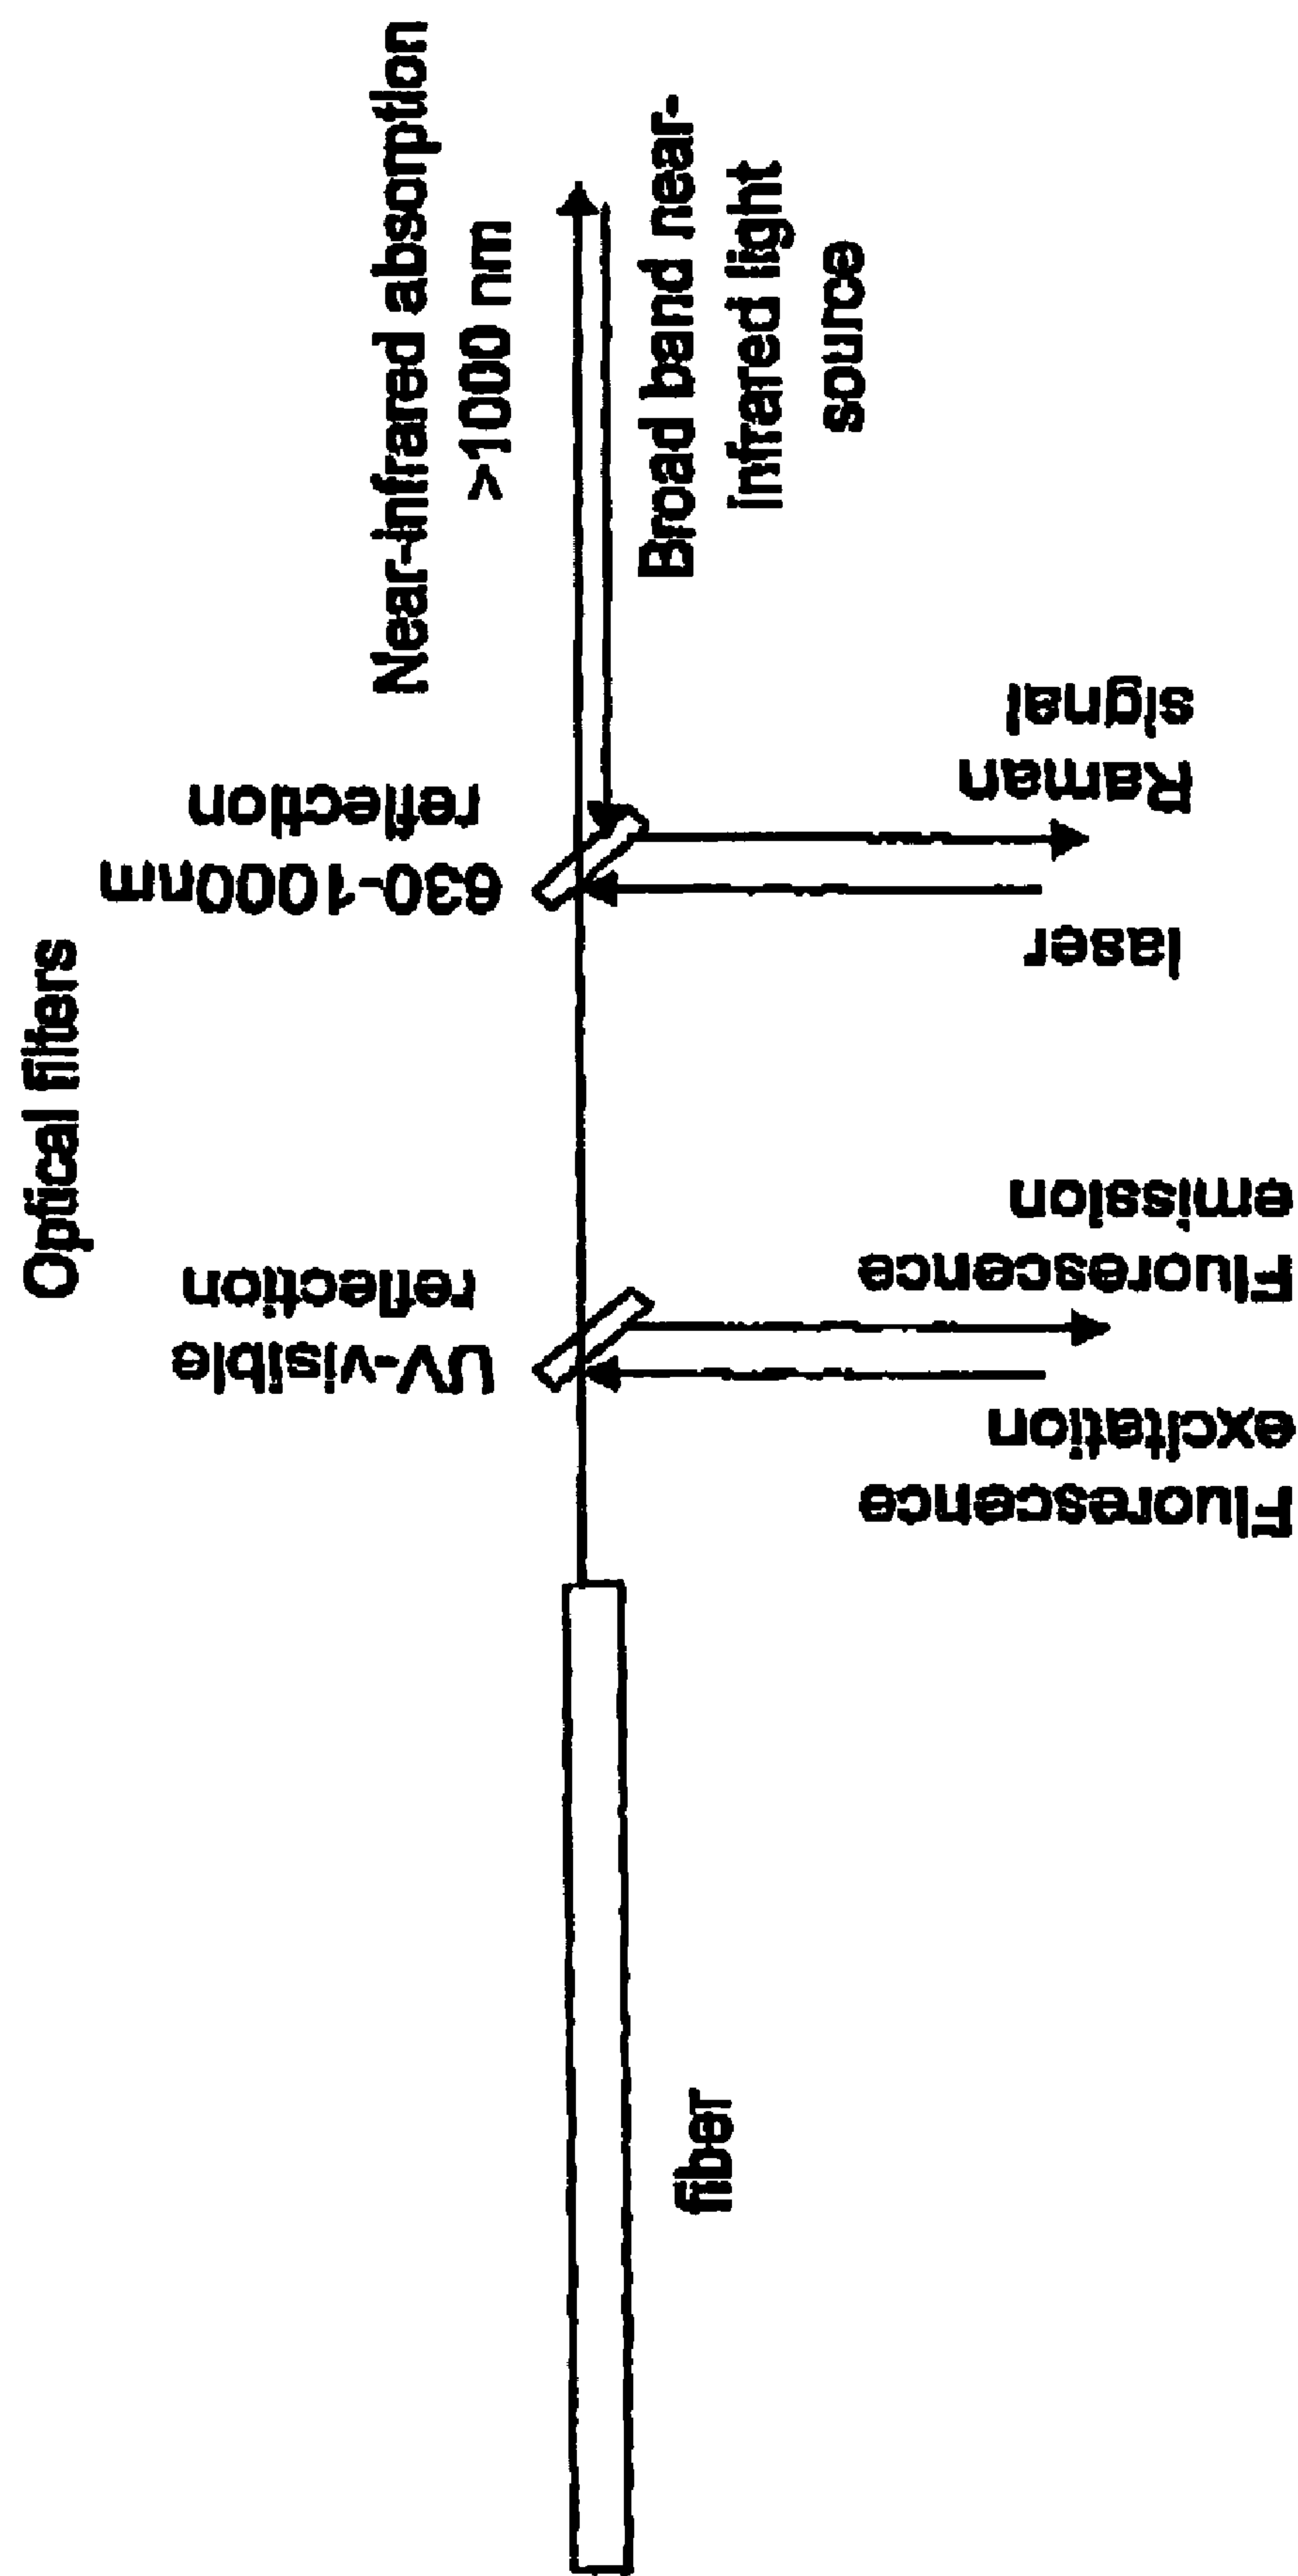 Optical filters
UV-visible
reflection
630-1000nm
reflection
Near-infrared absorption
>1000 nm
Broad band near-
infrared light
source
fiber
Fluorescence
excitation
Fluorescence
emission
laser
Raman
signal